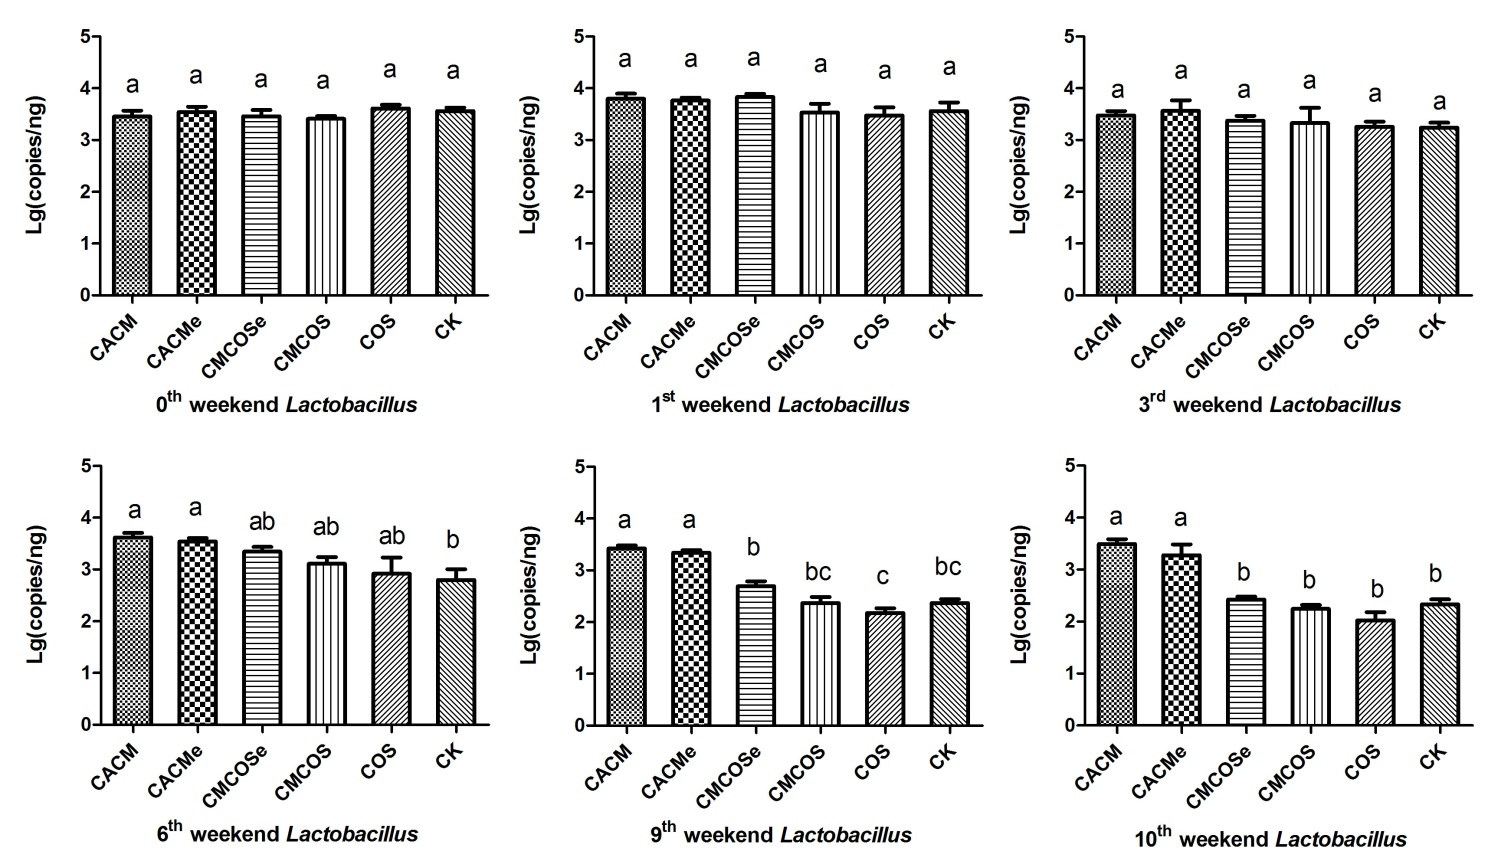 Lg(copies/ng)
5
4
3
2
1
0
a a a a a a
CACM CACMe CMCOSe CMCOS COS CK
0th weekend Lactobacillus
Lg(copies/ng)
5
4
3
2
1
0
a a a a a a
CACM CACMe CMCOSe CMCOS COS CK
1st weekend Lactobacillus
Lg(copies/ng)
5
4
3
2
1
0
a a a a a a
CACM CACMe CMCOSe CMCOS COS CK
3rd weekend Lactobacillus
Lg(copies/ng)
5
4
3
2
1
0
a a ab ab ab b
CACM CACMe CMCOSe CMCOS COS CK
6th weekend Lactobacillus
Lg(copies/ng)
5
4
3
2
1
0
a a b bc c bc
CACM CACMe CMCOSe CMCOS COS CK
9th weekend Lactobacillus
Lg(copies/ng)
5
4
3
2
1
0
a a b b b b
CACM CACMe CMCOSe CMCOS COS CK
10th weekend Lactobacillus